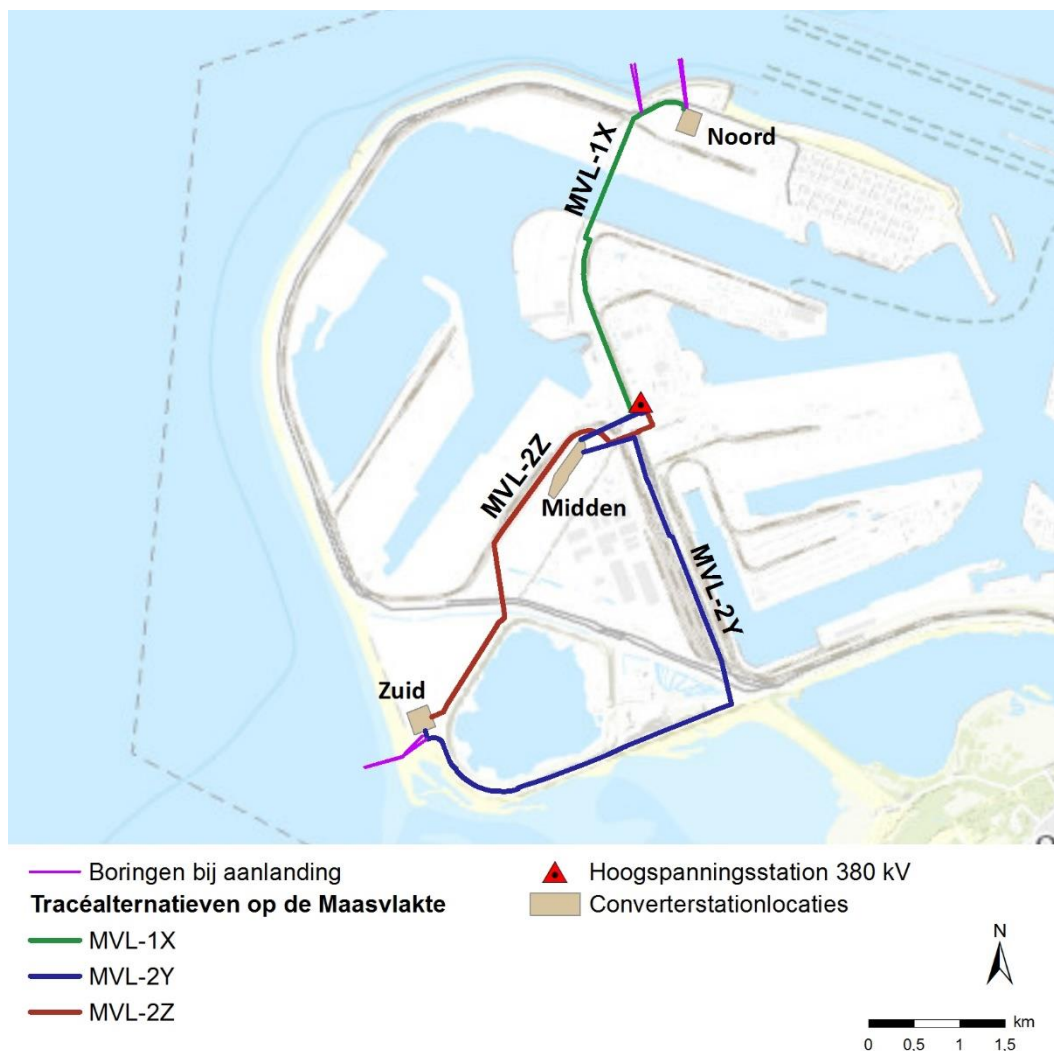 Noord
MVL-1X
MVL-2Z
Midden
MVL-2Y
Zuid
Boringen bij aanlanding
Tracéalternatieven op de Maasvlakte
MVL-1X
MVL-2Y
MVL-2Z
Hoogspanningsstation 380 kV
Converterstationlocaties
N
km
0 0.5 1 1.5